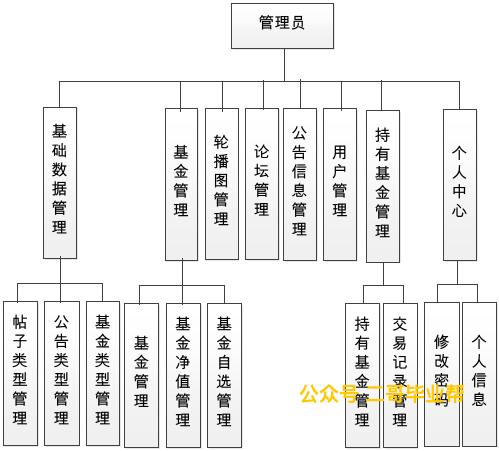 管理员
基础数据管理
基金管理
轮播图管理
论坛管理
公告信息管理
用户管理
持有基金管理
个人中心
帖子类型管理
公告类型管理
基金类型管理
基金管理
基金净值管理
基金自选管理
持有基金管理
交易记录管理
修改密码
个人信息
公众号:二哥毕业帮